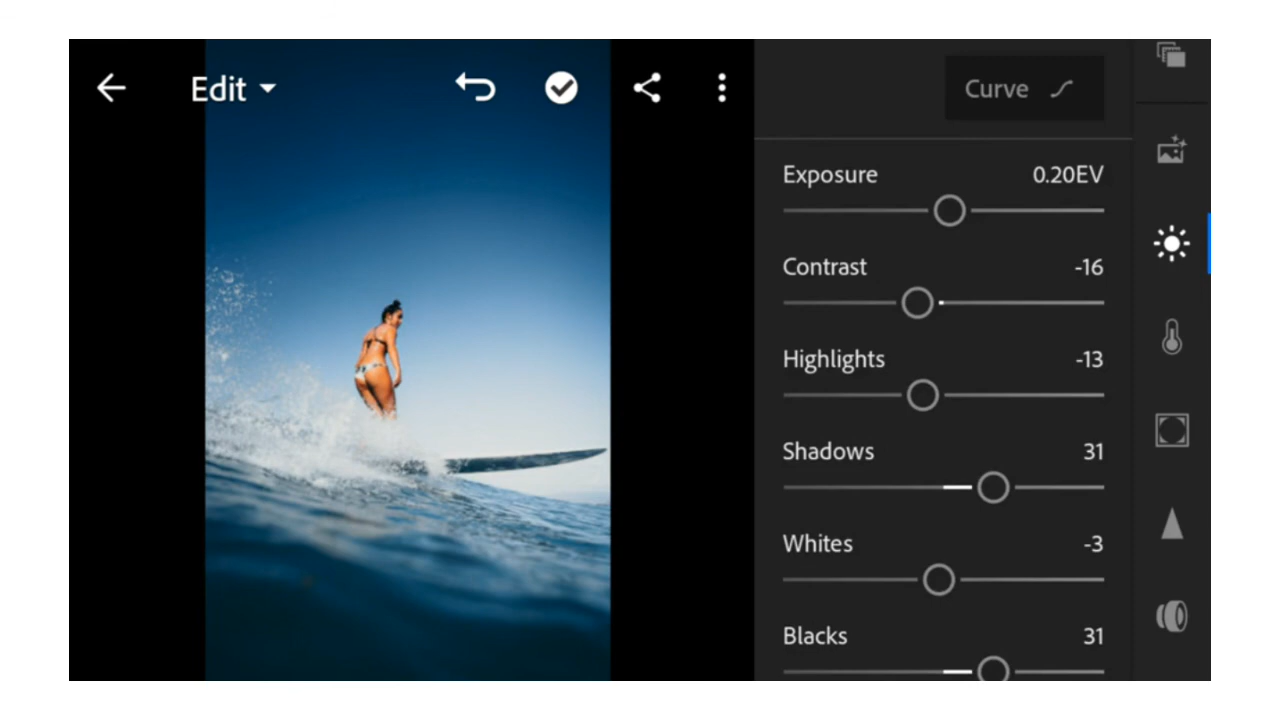 Edit
Curve
Exposure 0.20EV
Contrast -16
Highlights -13
Shadows 31
Whites -3
Blacks 31